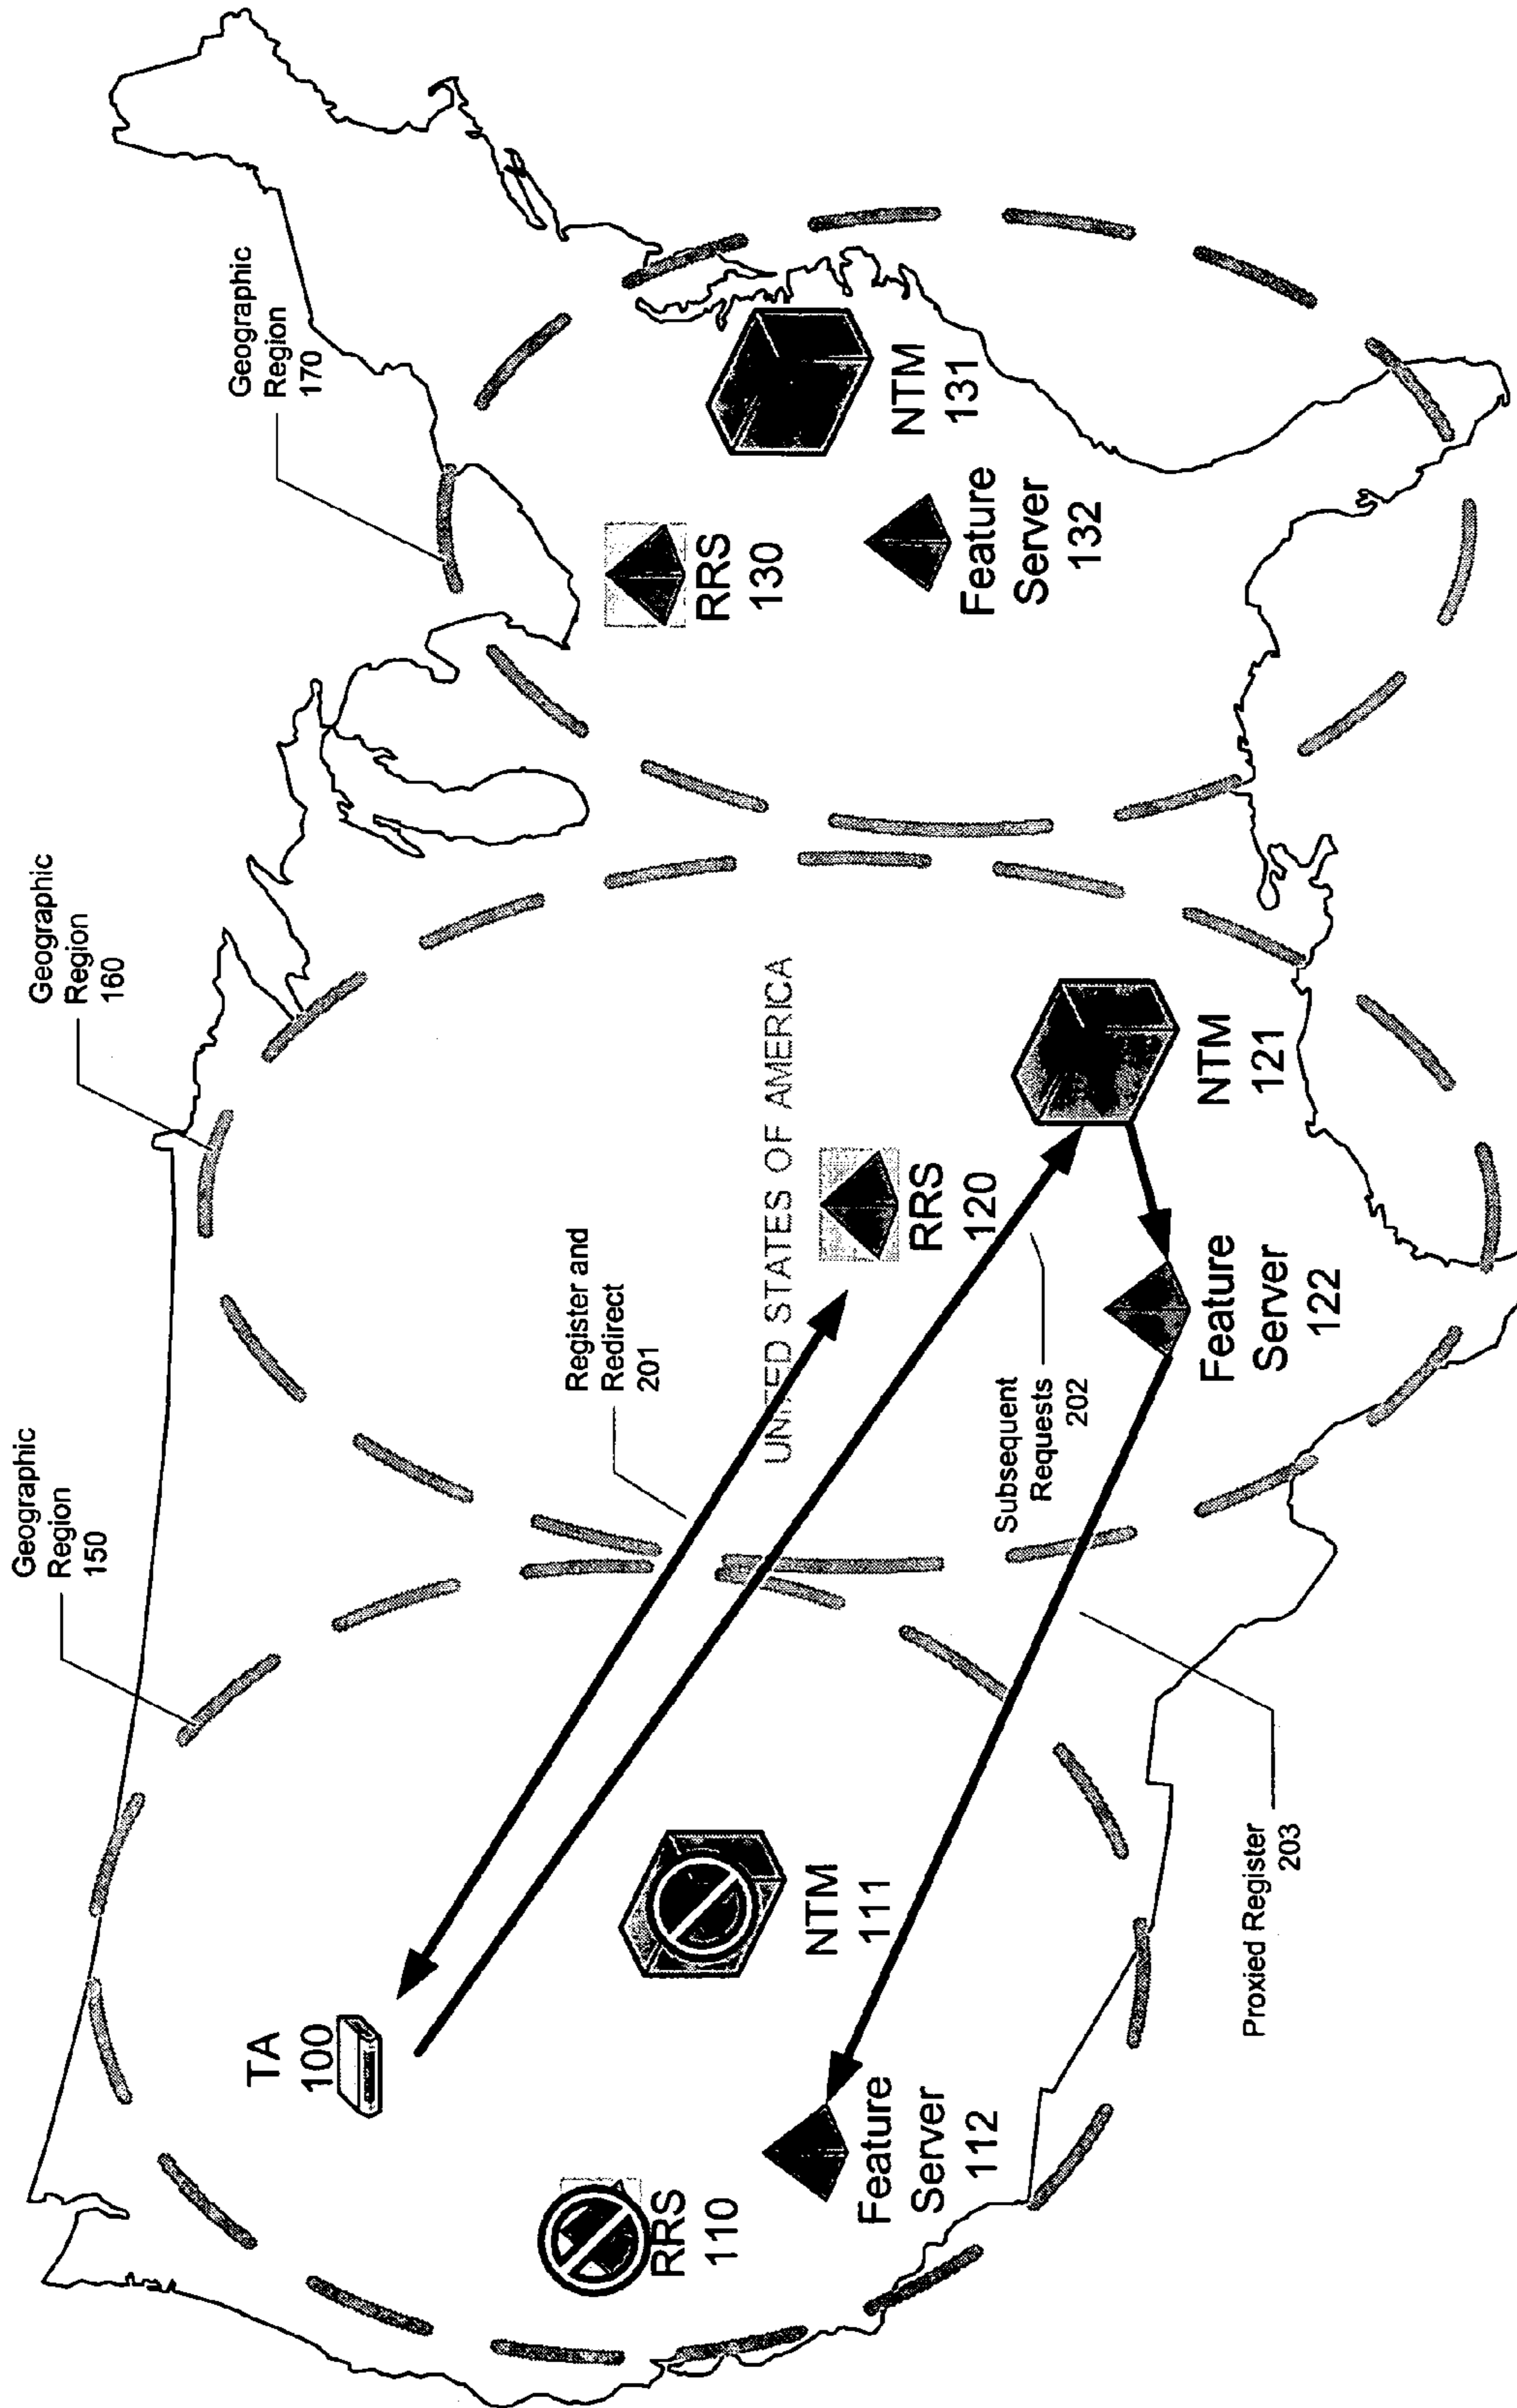 Geographic
Region
150
Geographic
Region
160
Geographic
Region
170
TA
100
Register and
Redirect
201
RRS
110
NTM
111
Feature
Server
112
UNITED STATES OF AMERICA
RRS
120
Subsequent
Requests
202
NTM
121
Feature
Server
122
Proxied Register
203
RRS
130
NTM
131
Feature
Server
132